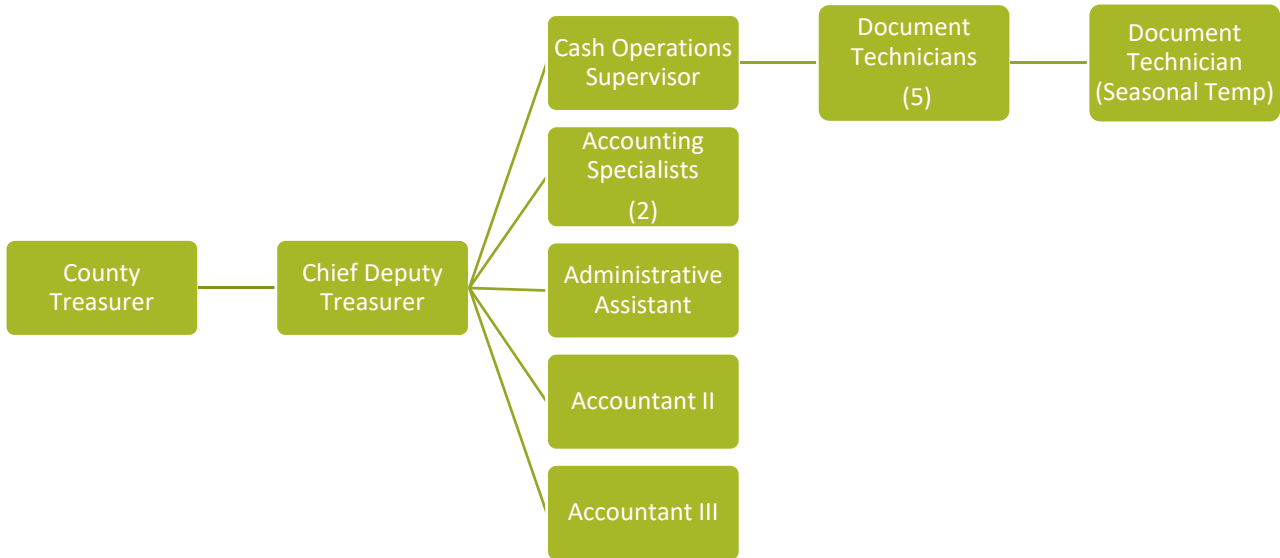 County
Treasurer
Chief Deputy
Treasurer
Cash Operations
Supervisor
Document
Technicians
(5)
Document
Technician
(Seasonal Temp)
Accounting
Specialists
(2)
Administrative
Assistant
Accountant II
Accountant III